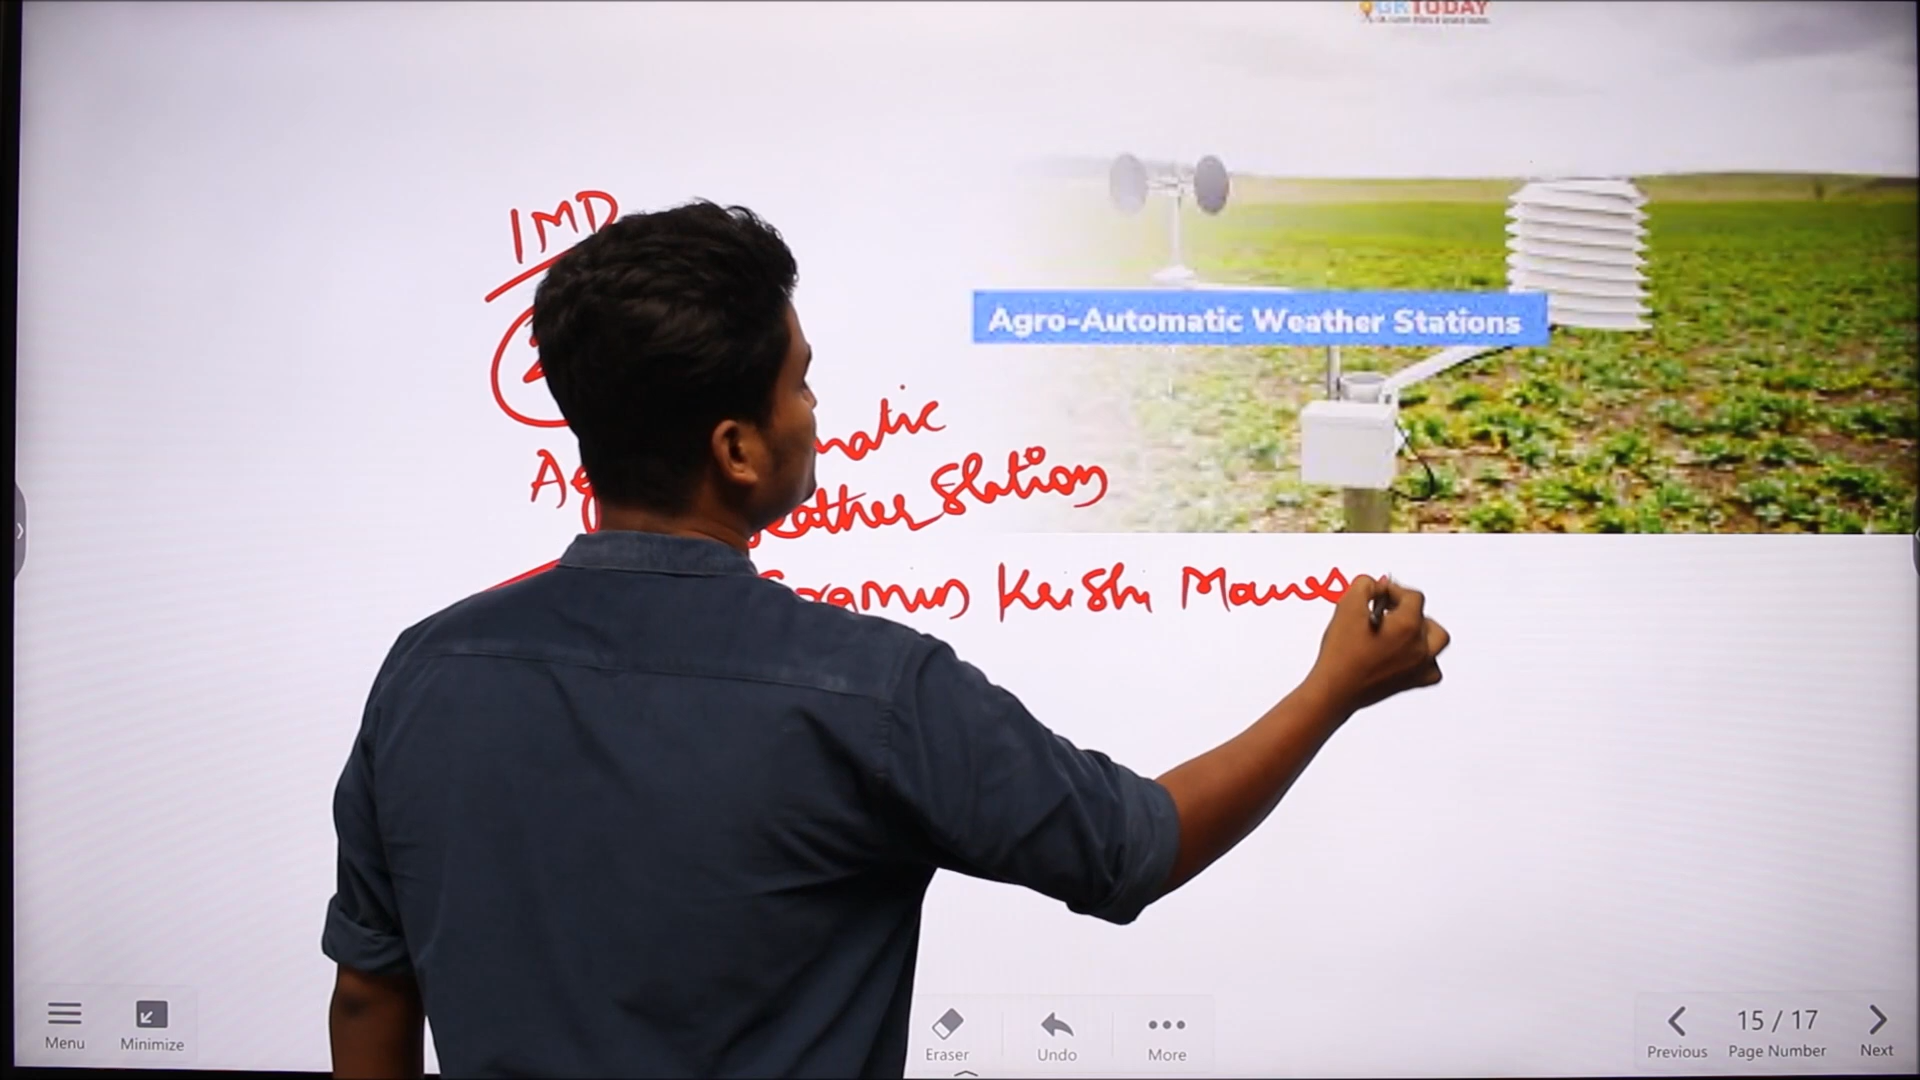 GKTODAY
IMD
Agro-Automatic Weather Stations
matic
eather Station
Gramin Krishi Mauesa
Menu
Minimize
Eraser
Undo
More
Previous
15 / 17
Page Number
Next